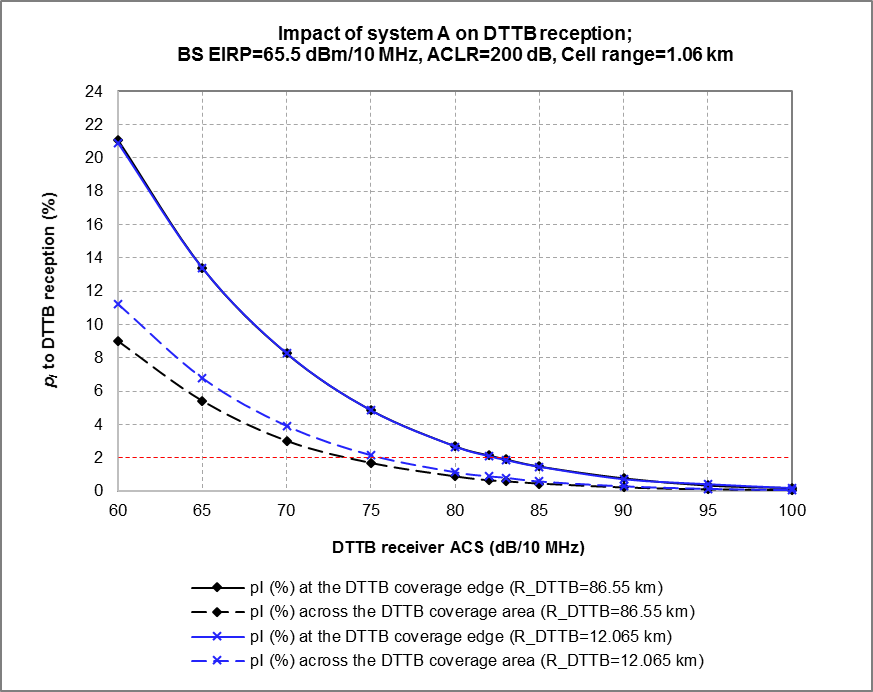 Impact of system A on DTTB reception;
BS EIRP=65.5 dBm/10 MHz, ACLR=200 dB, Cell range=1.06 km
24
22
20
18
16
14
12
10
8
6
4
2
0
pI to DTTB reception (%)
60 65 70 75 80 85 90 95 100
DTTB receiver ACS (dB/10 MHz)
pI (%) at the DTTB coverage edge (R_DTTB=86.55 km)
pI (%) across the DTTB coverage area (R_DTTB=86.55 km)
pI (%) at the DTTB coverage edge (R_DTTB=12.065 km)
pI (%) across the DTTB coverage area (R_DTTB=12.065 km)